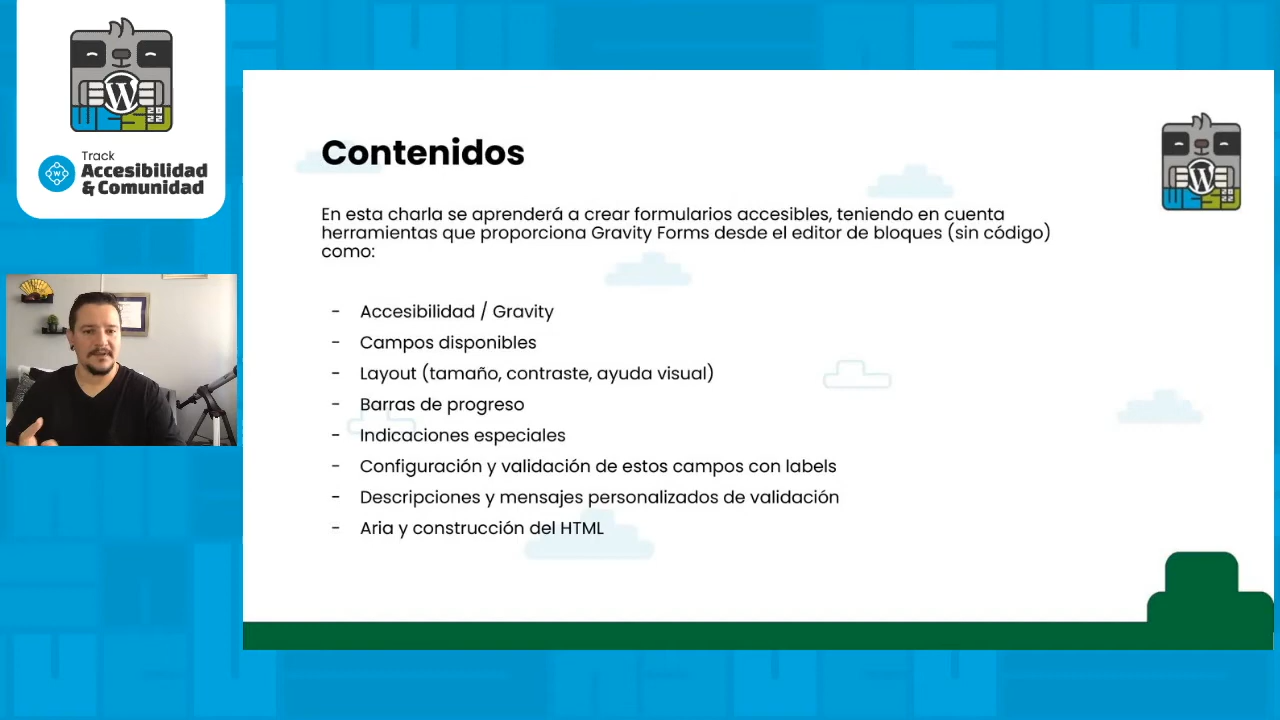 WES
2022
Track
Accesibilidad
& Comunidad
Contenidos
En esta charla se aprenderá a crear formularios accesibles, teniendo en cuenta
herramientas que proporciona Gravity Forms desde el editor de bloques (sin código)
como:
- Accesibilidad / Gravity
- Campos disponibles
- Layout (tamaño, contraste, ayuda visual)
- Barras de progreso
- Indicaciones especiales
- Configuración y validación de estos campos con labels
- Descripciones y mensajes personalizados de validación
- Aria y construcción del HTML